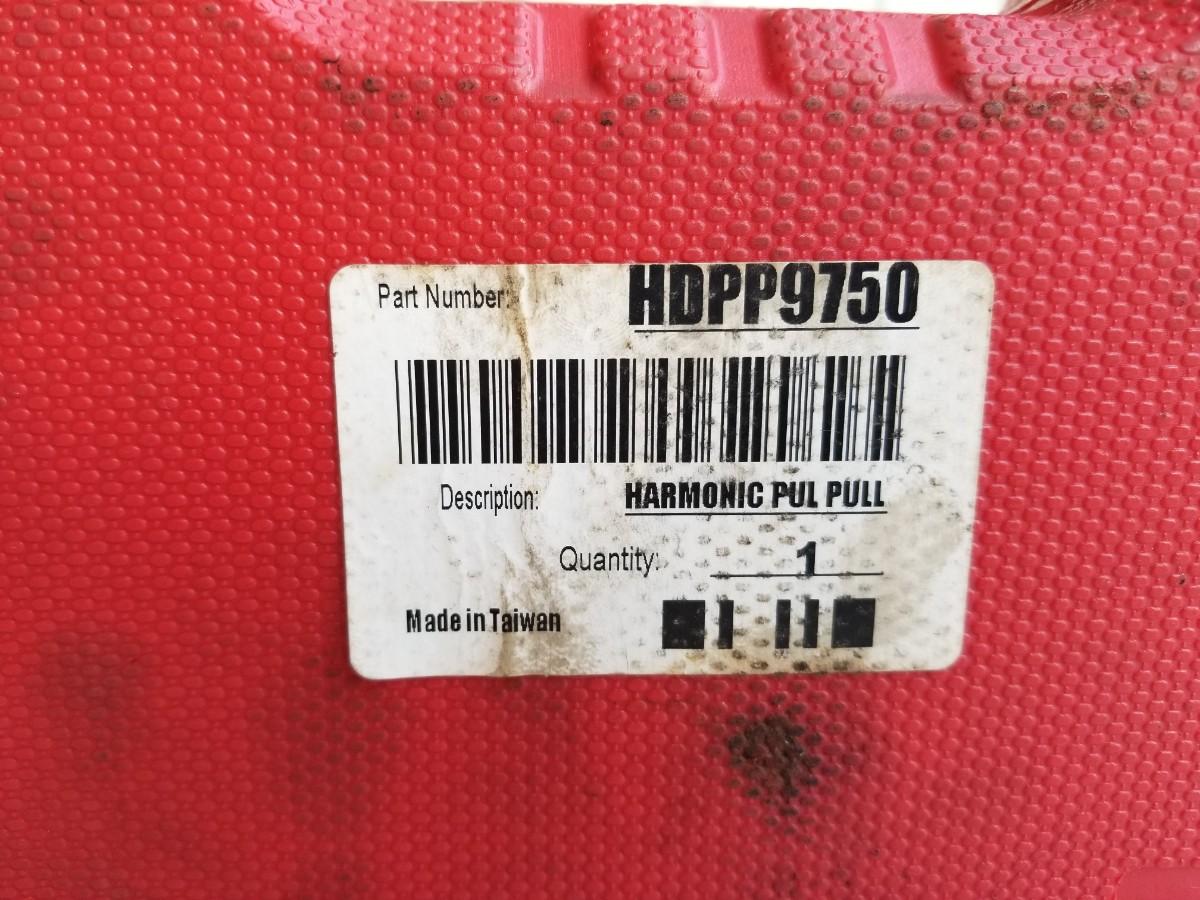 Part Number: HDPP9750
Description: HARMONIC PUL PULL
Quantity: 1
Made in Taiwan